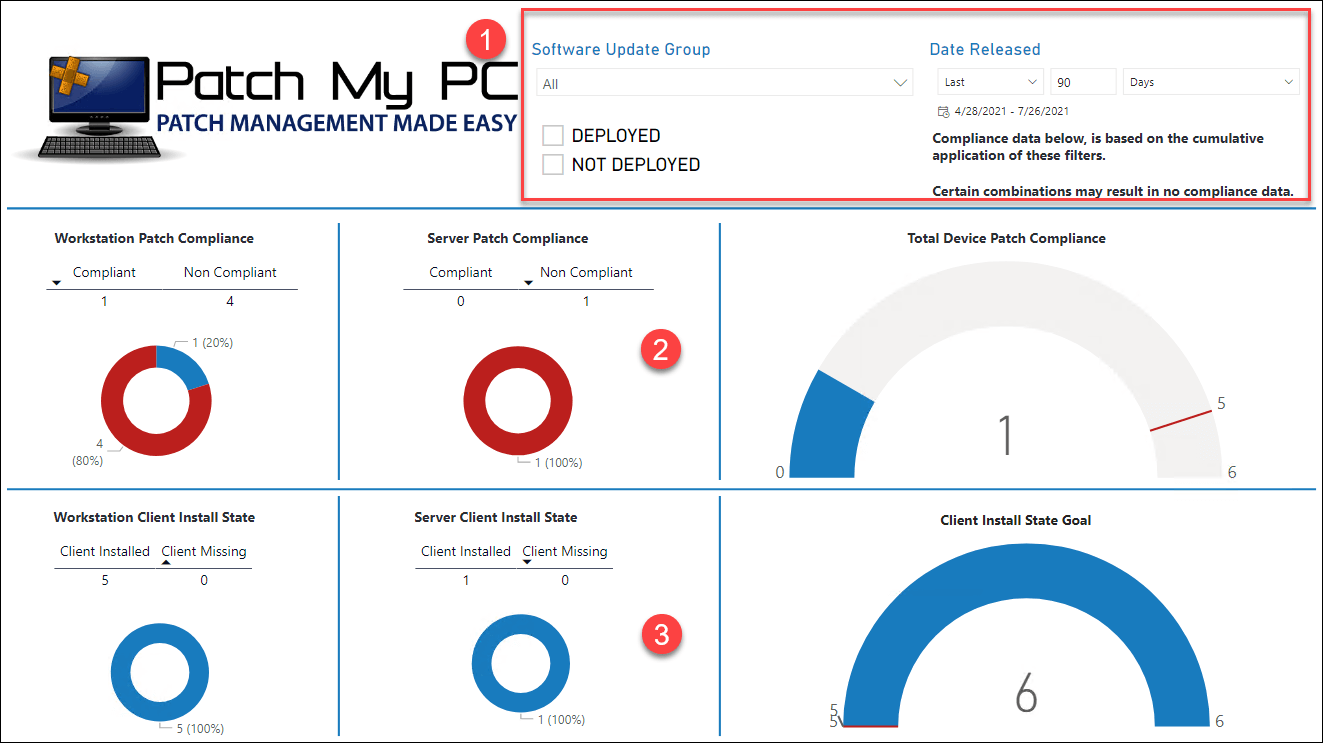 1
Software Update Group
Date Released
Patch My PC
PATCH MANAGEMENT MADE EASY
All
Last
90
Days
4/28/2021 - 7/26/2021
DEPLOYED
NOT DEPLOYED
Compliance data below, is based on the cumulative
application of these filters.
Certain combinations may result in no compliance data.
Workstation Patch Compliance
Compliant Non Compliant
1 4
1 (20%)
4
(80%)
Server Patch Compliance
Compliant Non Compliant
0 1
2
1 (100%)
Total Device Patch Compliance
1
0
5
6
Workstation Client Install State
Client Installed Client Missing
5 0
5 (100%)
Server Client Install State
Client Installed Client Missing
1 0
3
1 (100%)
Client Install State Goal
6
5
5
6